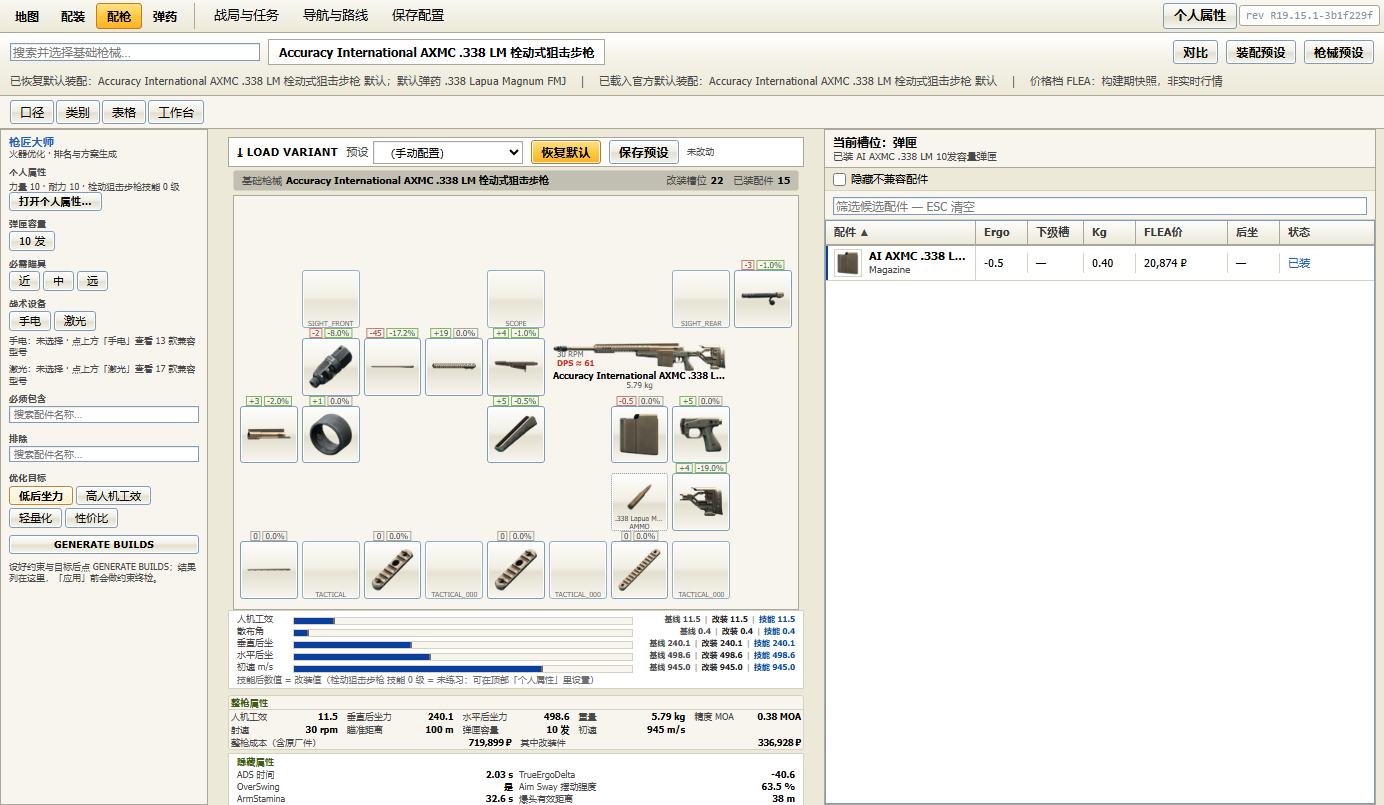 地图 配装 配枪 弹药 战局与任务 导航与路线 保存配置 个人属性 rev R19.15.1-3b1f229f
搜索并选择基础枪械... Accuracy International AXMC .338 LM 栓动式狙击步枪 对比 装配预设 枪械预设
已恢复默认装配：Accuracy International AXMC .338 LM 栓动式狙击步枪 默认；默认弹药 .338 Lapua Magnum FMJ | 已载入官方默认装配：Accuracy International AXMC .338 LM 栓动式狙击步枪 默认 | 价格档 FLEA：构建期快照，非实时行情
口径 类别 表格 工作台
枪匠大师
火器优化・排名与方案生成
个人属性
力量 10・耐力 10・栓动狙击步枪技能 0 级
打开个人属性...
弹匣容量
10 发
必需瞄具
近 中 远
战术设备
手电 激光
手电：未选择・点上方「手电」查看 13 款兼容型号
激光：未选择・点上方「激光」查看 17 款兼容型号
必须包含
搜索配件名称...
排除
搜索配件名称...
优化目标
低后坐力 高人机工效
轻量化 性价比
GENERATE BUILDS
设好约束与目标后点 GENERATE BUILDS；结果列在这里，「应用」前会做约束终检。
LOAD VARIANT 预设 （手动配置） 恢复默认 保存预设 未改动
基础枪械 Accuracy International AXMC .338 LM 栓动式狙击步枪 改装槽位 22 已装配件 15
-3 -1.0%
SIGHT_FRONT SCOPE SIGHT_REAR
-2 -8.0% -45 -17.2% +19 0.0% +4 -1.0%
30 RPM
DPS ≈ 61
Accuracy International AXMC .338 L...
5.79 kg
+3 -2.0% +1 0.0% +5 -0.5% -0.5 0.0% +5 0.0%
+4 -19.0%
.338 Lapua M...
AMMO
0 0.0% 0 0.0% 0 0.0% 0 0.0%
TACTICAL TACTICAL_000 TACTICAL_000 TACTICAL_000
人机工效 基线 11.5 | 改装 11.5 | 技能 11.5
散布角 基线 0.4 | 改装 0.4 | 技能 0.4
垂直后坐 基线 240.1 | 改装 240.1 | 技能 240.1
水平后坐 基线 498.6 | 改装 498.6 | 技能 498.6
初速 m/s 基线 945.0 | 改装 945.0 | 技能 945.0
技能后数值 = 改装值（栓动狙击步枪 技能 0 级 = 未练习；可在顶部「个人属性」里设置）
整枪属性
人机工效 11.5 垂直后坐力 240.1 水平后坐力 498.6 重量 5.79 kg 精度 MOA 0.38 MOA
射速 30 rpm 瞄准距离 100 m 弹匣容量 10 发 初速 945 m/s
整枪成本（含原厂件） 719,899 ₽ 其中改装件 336,928 ₽
隐藏属性
ADS 时间 2.03 s TrueErgoDelta -40.6
OverSwing 是 Aim Sway 摆动强度 63.5 %
ArmStamina 32.6 s 爆头有效距离 38 m
当前槽位：弹匣
已装 AI AXMC .338 LM 10发容量弹匣
隐藏不兼容配件
筛选候选配件 — ESC 清空
配件 ▲ Ergo 下级槽 Kg FLEA价 后坐 状态
AI AXMC .338 L... -0.5 — 0.40 20,874 ₽ — 已装
Magazine